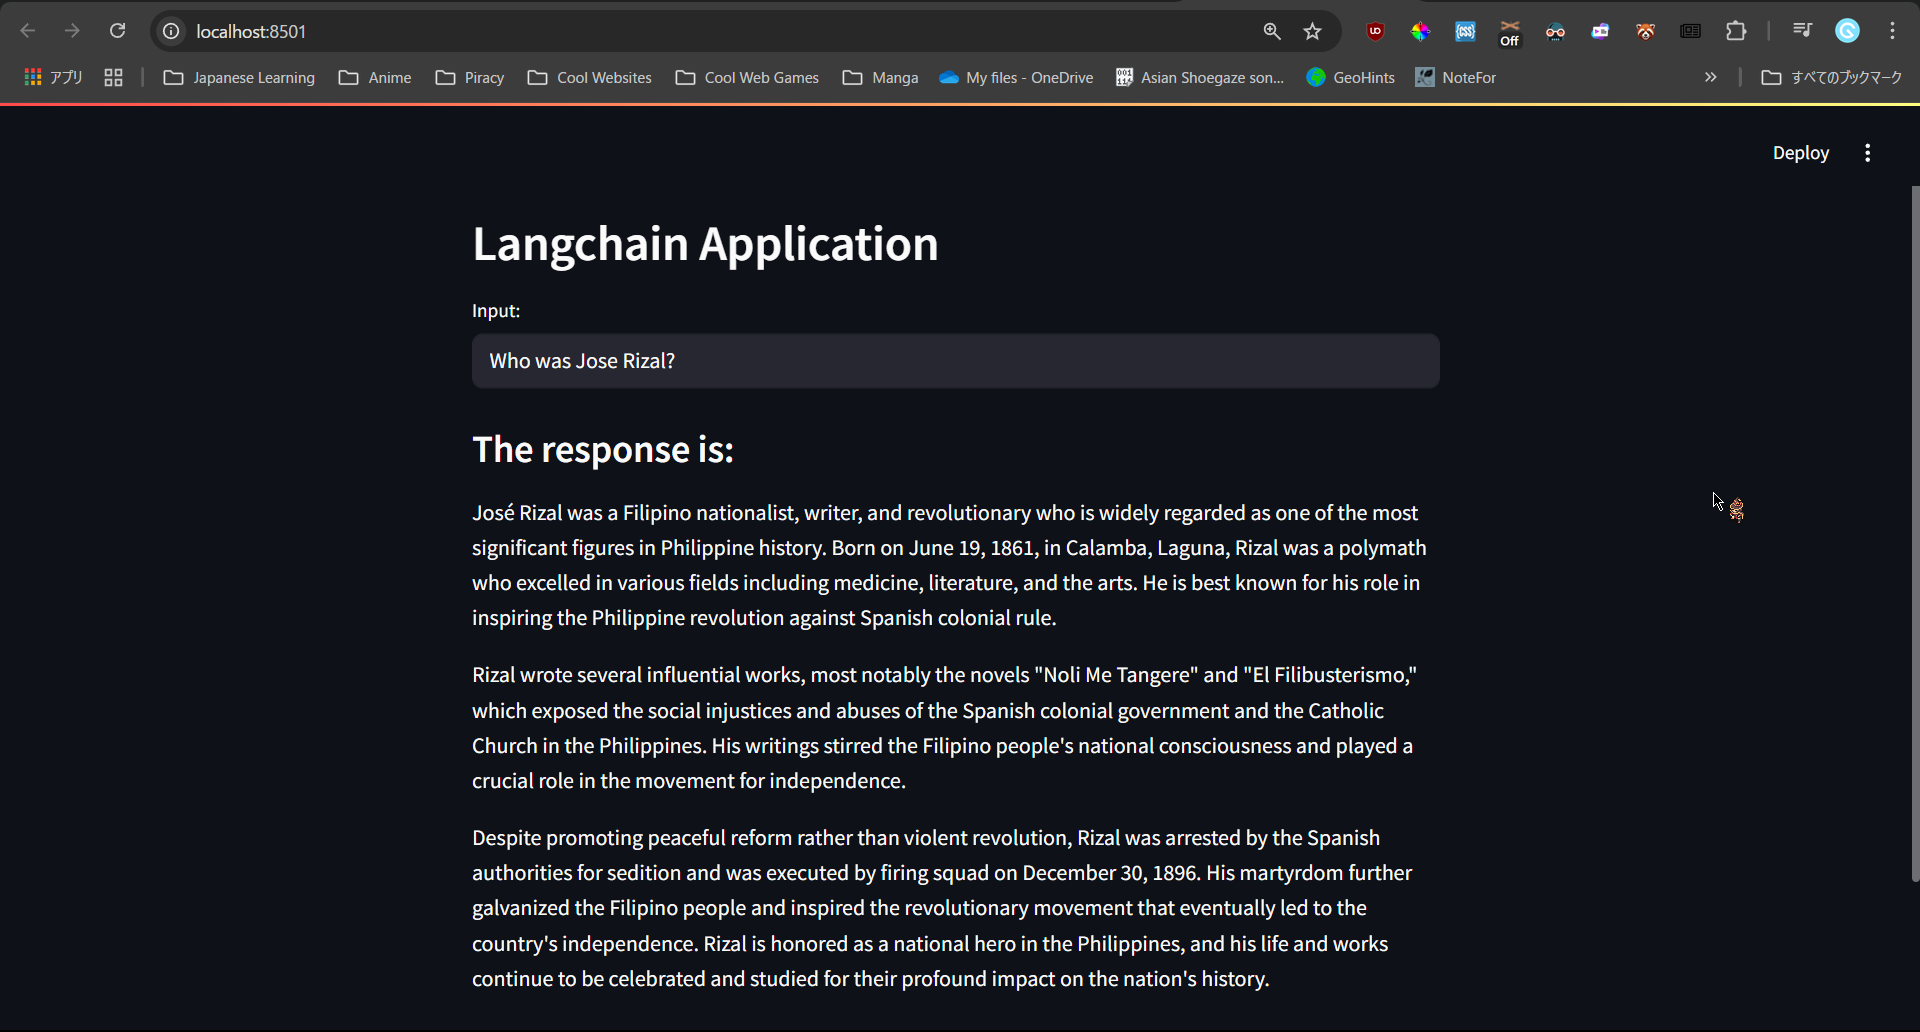 localhost:8501
Off
アプリ
Japanese Learning
Anime
Piracy
Cool Websites
Cool Web Games
Manga
My files - OneDrive
Asian Shoegaze son...
GeoHints
NoteFor
»
すべてのブックマーク
Deploy
Langchain Application
Input:
Who was Jose Rizal?
The response is:
José Rizal was a Filipino nationalist, writer, and revolutionary who is widely regarded as one of the most
significant figures in Philippine history. Born on June 19, 1861, in Calamba, Laguna, Rizal was a polymath
who excelled in various fields including medicine, literature, and the arts. He is best known for his role in
inspiring the Philippine revolution against Spanish colonial rule.
Rizal wrote several influential works, most notably the novels "Noli Me Tangere" and "El Filibusterismo,"
which exposed the social injustices and abuses of the Spanish colonial government and the Catholic
Church in the Philippines. His writings stirred the Filipino people's national consciousness and played a
crucial role in the movement for independence.
Despite promoting peaceful reform rather than violent revolution, Rizal was arrested by the Spanish
authorities for sedition and was executed by firing squad on December 30, 1896. His martyrdom further
galvanized the Filipino people and inspired the revolutionary movement that eventually led to the
country's independence. Rizal is honored as a national hero in the Philippines, and his life and works
continue to be celebrated and studied for their profound impact on the nation's history.